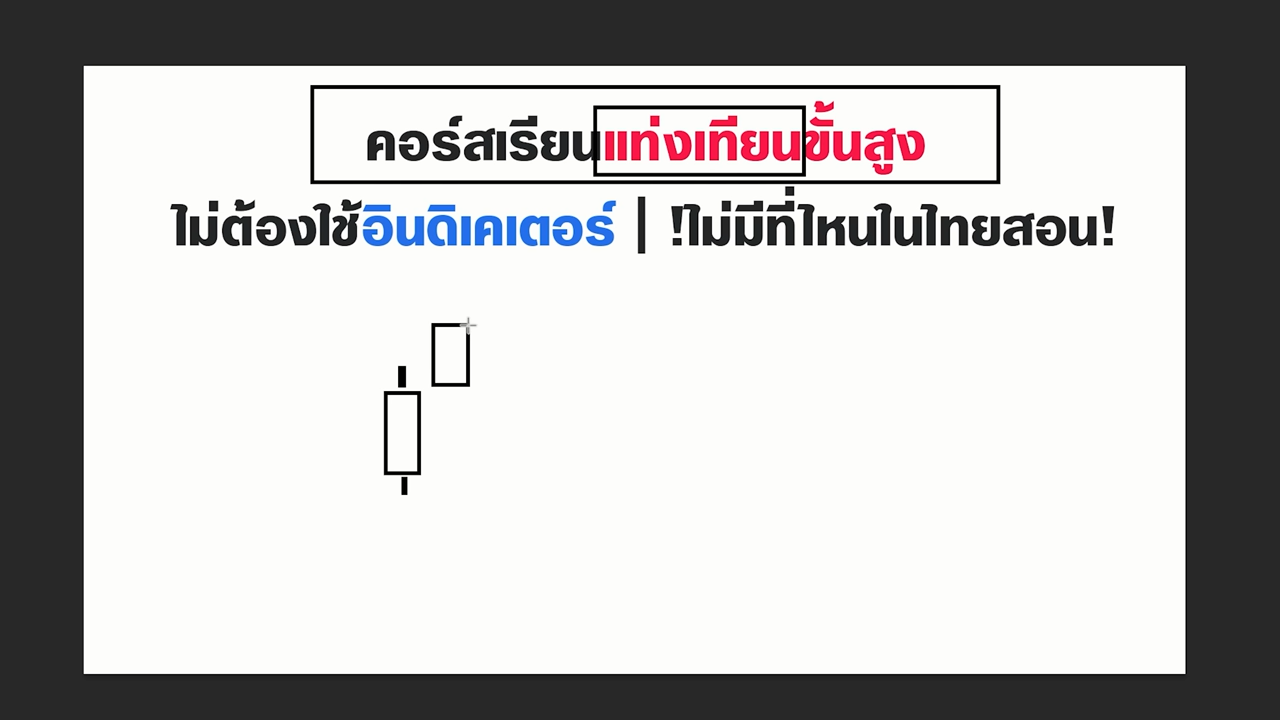 คอร์สเรียนแท่งเทียนขั้นสูง
ไม่ต้องใช้อินดิเคเตอร์ | !ไม่มีที่ไหนในไทยสอน!